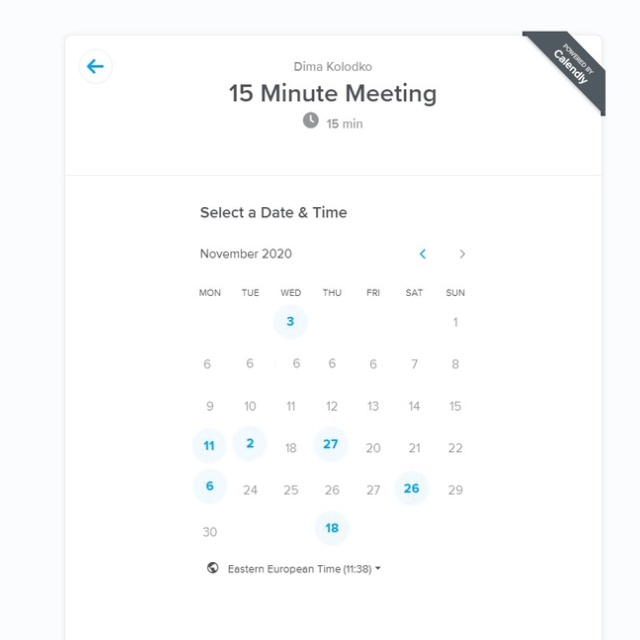 POWERED BY
Calendly
Dima Kolodko
15 Minute Meeting
15 min
Select a Date & Time
November 2020
MON TUE WED THU FRI SAT SUN
3 1
6 6 6 6 6 7 8
9 10 11 12 13 14 15
11 2 18 27 20 21 22
6 24 25 26 27 26 29
30 18
Eastern European Time (11:38)